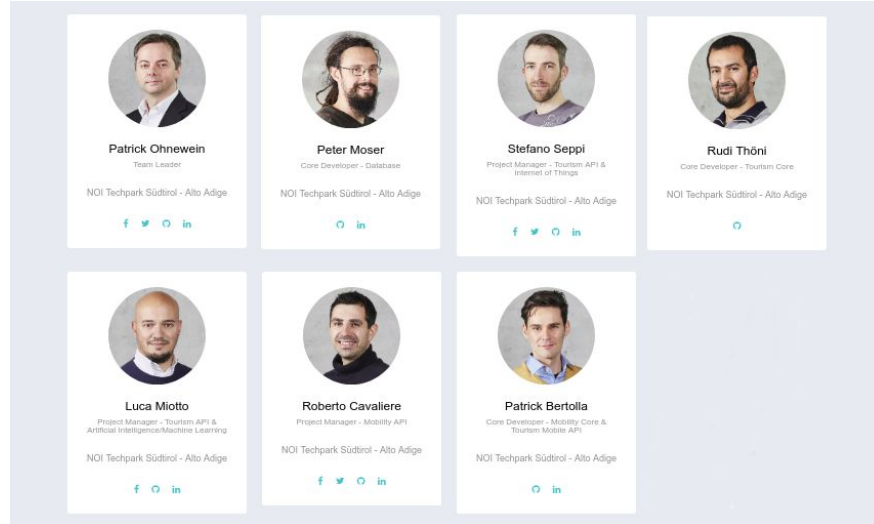 Patrick Ohnewein
Team Leader
NOI Techpark Südtirol - Alto Adige
Peter Moser
Core Developer - Database
NOI Techpark Südtirol - Alto Adige
Stefano Seppi
Project Manager - Tourism API &
Internet of Things
NOI Techpark Südtirol - Alto Adige
Rudi Thöni
Core Developer - Tourism Core
NOI Techpark Südtirol - Alto Adige
Luca Miotto
Project Manager - Tourism API &
Artificial Intelligence/Machine Learning
NOI Techpark Südtirol - Alto Adige
Roberto Cavaliere
Project Manager - Mobility API
NOI Techpark Südtirol - Alto Adige
Patrick Bertolla
Core Developer - Mobility Core &
Tourism Mobile API
NOI Techpark Südtirol - Alto Adige